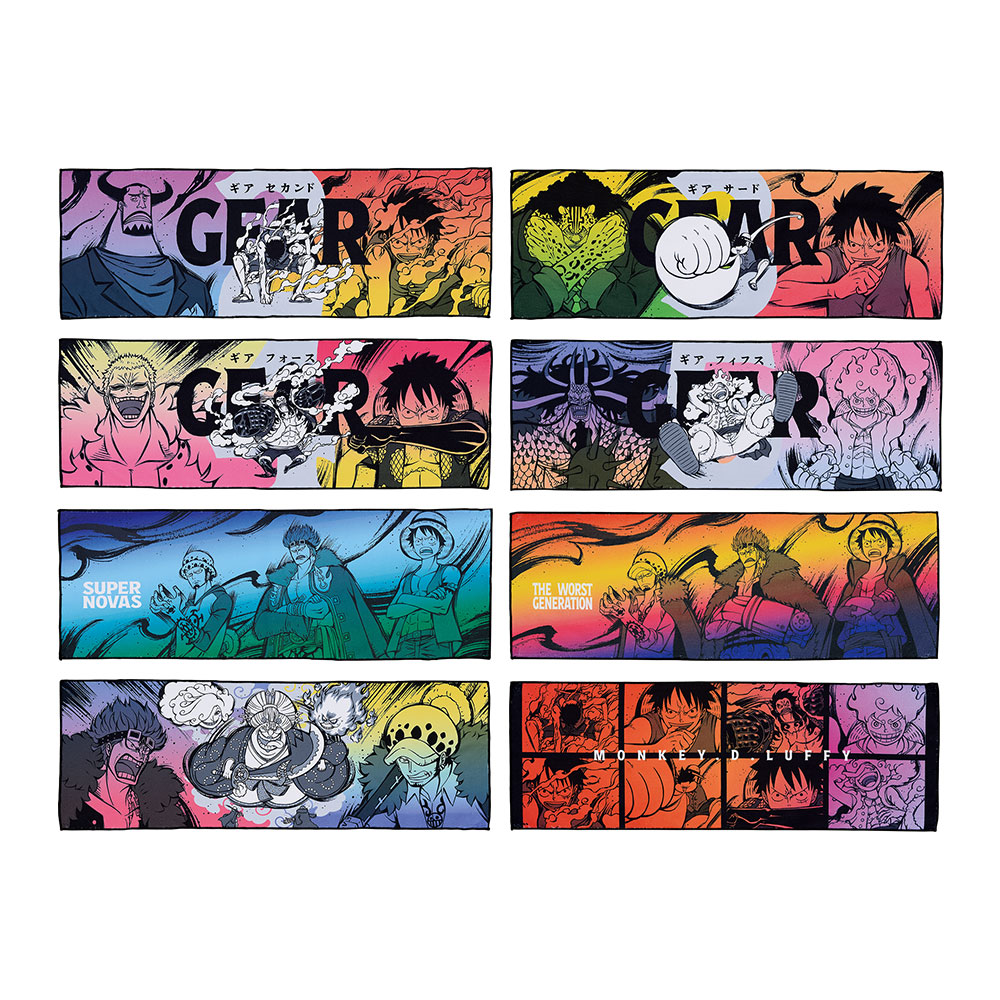 ギア セカンド
GEAR
ギア サード
GEAR
ギア フォース
GEAR
ギア フィフス
GEAR
SUPER
NOVAS
THE WORST
GENERATION
MONKEY.D.LUFFY